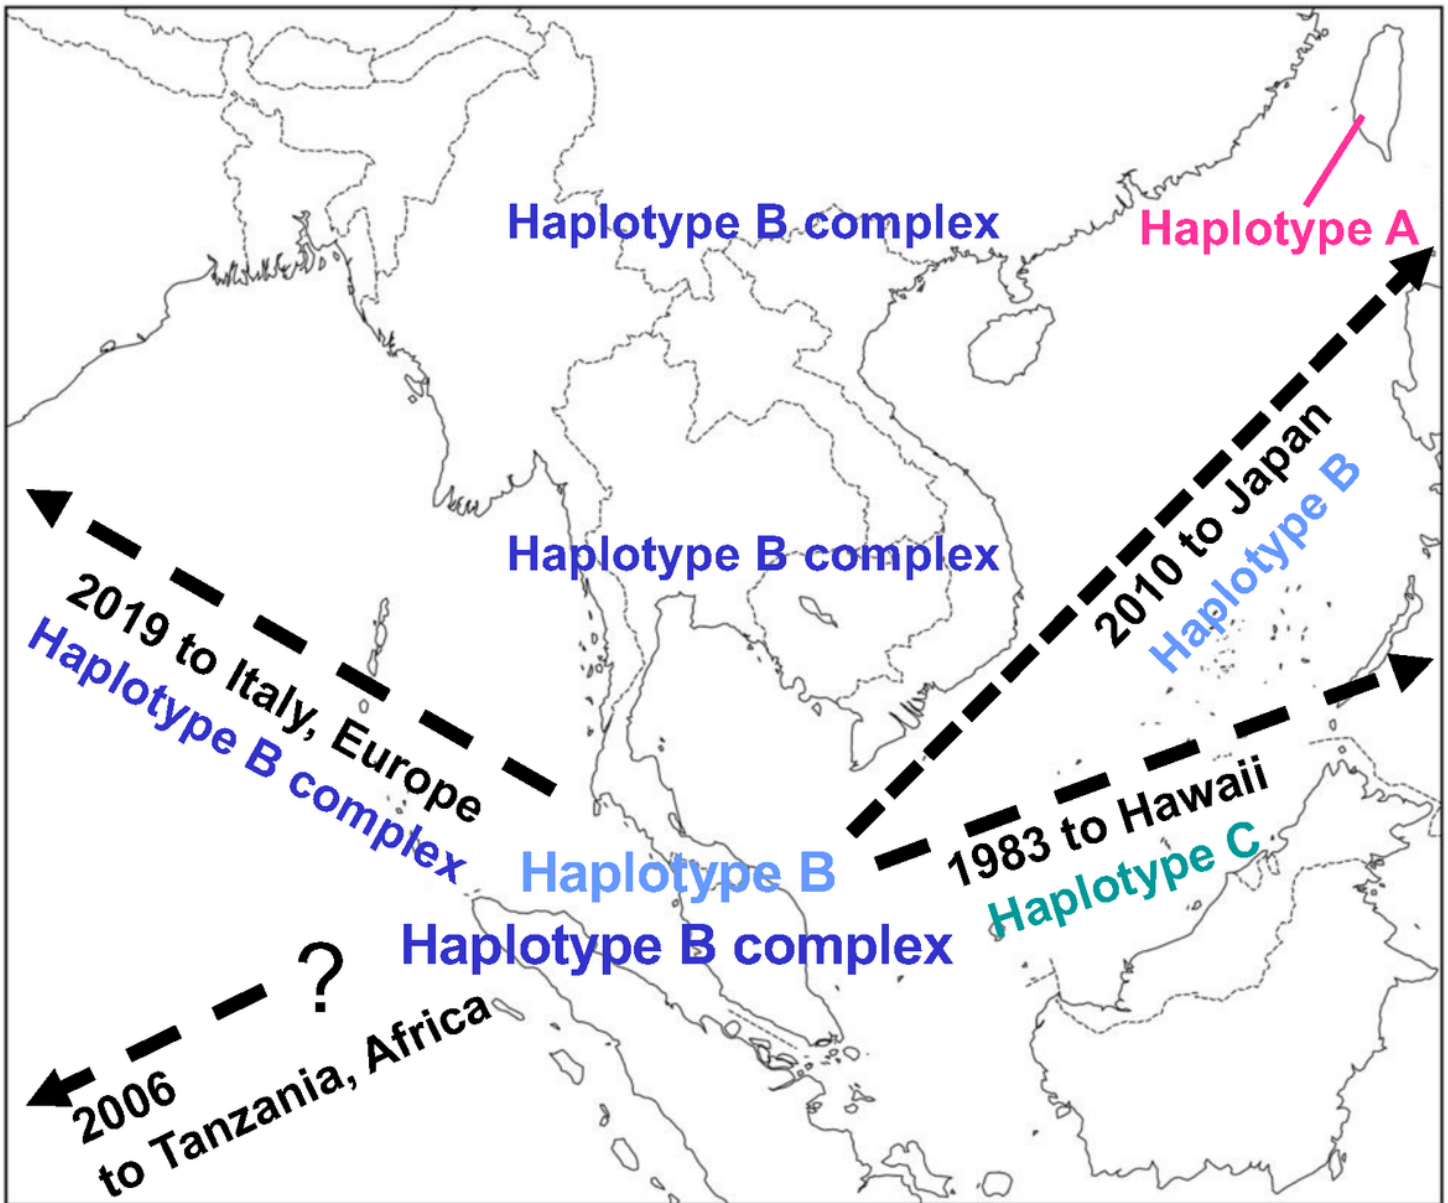 Haplotype B complex
Haplotype A
Haplotype B complex
2010 to Japan
Haplotype B
2019 to Italy, Europe
Haplotype B complex
1983 to Hawaii
Haplotype C
Haplotype B
Haplotype B complex
?
2006
to Tanzania, Africa